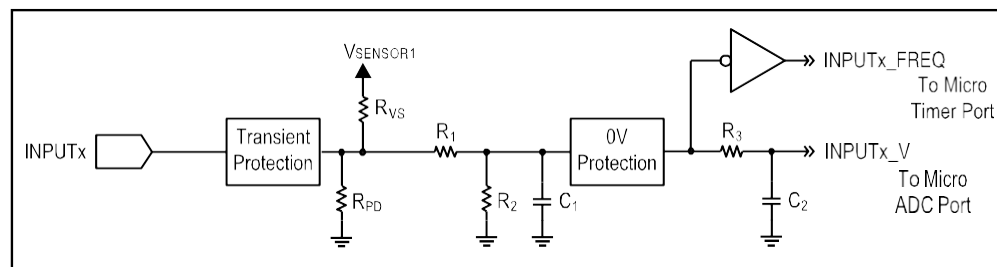 VSENSOR1
RVS
INPUTx
Transient
Protection
RPD
R1
R2
C1
0V
Protection
INPUTx_FREQ
To Micro
Timer Port
R3
INPUTx_V
To Micro
ADC Port
C2